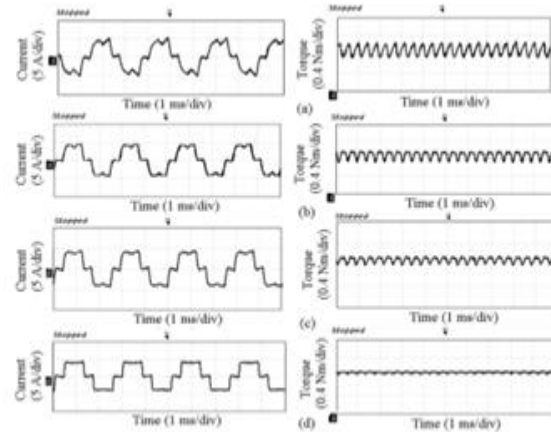 Stopped
Stopped
Current
(5 A/div)
Torque
(0.4 Nm/div)
Time (1 ms/div)
(a)
Time (1 ms/div)
Stopped
Stopped
Current
(5 A/div)
Torque
(0.4 Nm/div)
Time (1 ms/div)
(b)
Time (1 ms/div)
Stopped
Stopped
Current
(5 A/div)
Torque
(0.4 Nm/div)
Time (1 ms/div)
(c)
Time (1 ms/div)
Stopped
Stopped
Current
(5 A/div)
Torque
(0.4 Nm/div)
Time (1 ms/div)
(d)
Time (1 ms/div)